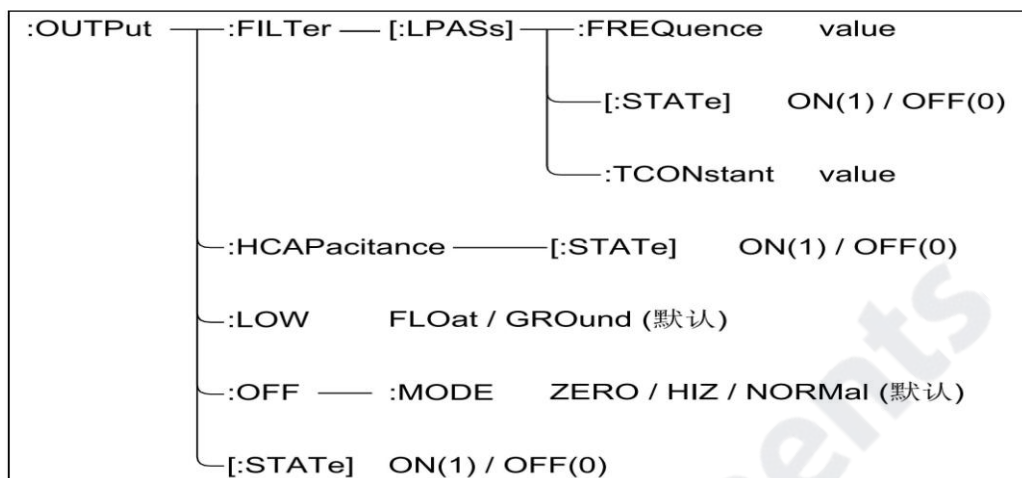 :OUTPut :FILTer [:LPASs] :FREQuence value
[:STATe] ON(1) / OFF(0)
:TCONstant value
:HCAPacitance [:STATe] ON(1) / OFF(0)
:LOW FLOat / GROund (默认)
:OFF :MODE ZERO / HIZ / NORMal (默认)
[:STATe] ON(1) / OFF(0)